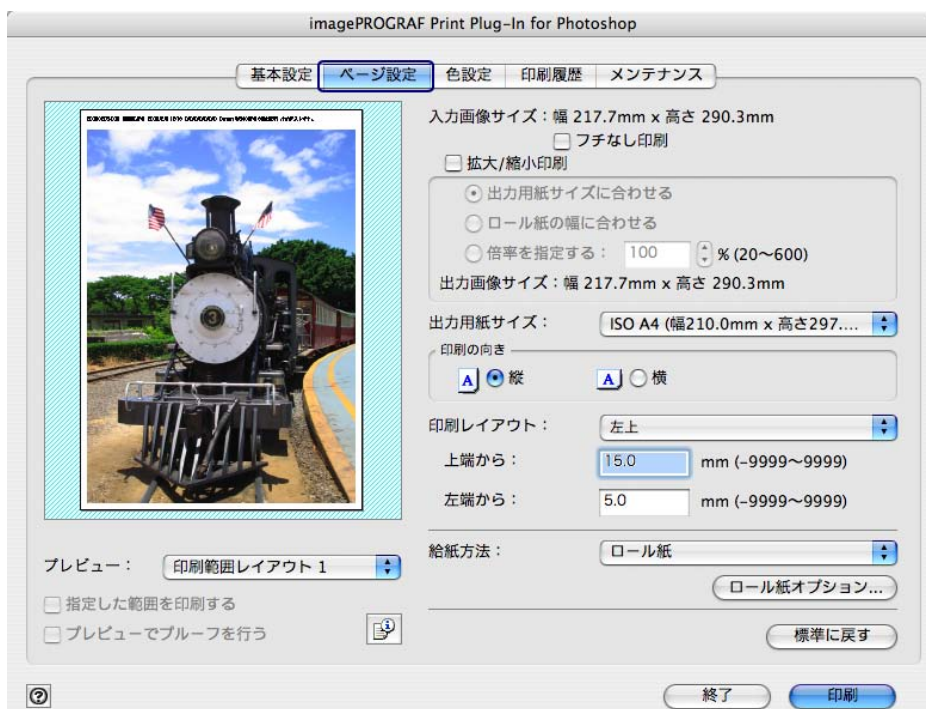 imagePROGRAF Print Plug-In for Photoshop
基本設定 ページ設定 色設定 印刷履歴 メンテナンス
入力画像サイズ：幅 217.7mm x 高さ 290.3mm
フチなし印刷
拡大/縮小印刷
出力用紙サイズに合わせる
ロール紙の幅に合わせる
倍率を指定する： 100 % (20〜600)
出力画像サイズ：幅 217.7mm x 高さ 290.3mm
出力用紙サイズ： ISO A4 (幅210.0mm x 高さ297....
印刷の向き
A 縦 A 横
印刷レイアウト： 左上
上端から： 15.0 mm (-9999〜9999)
左端から： 5.0 mm (-9999〜9999)
給紙方法： ロール紙
ロール紙オプション...
標準に戻す
3
プレビュー： 印刷範囲レイアウト 1
指定した範囲を印刷する
プレビューでプルーフを行う
? 終了 印刷